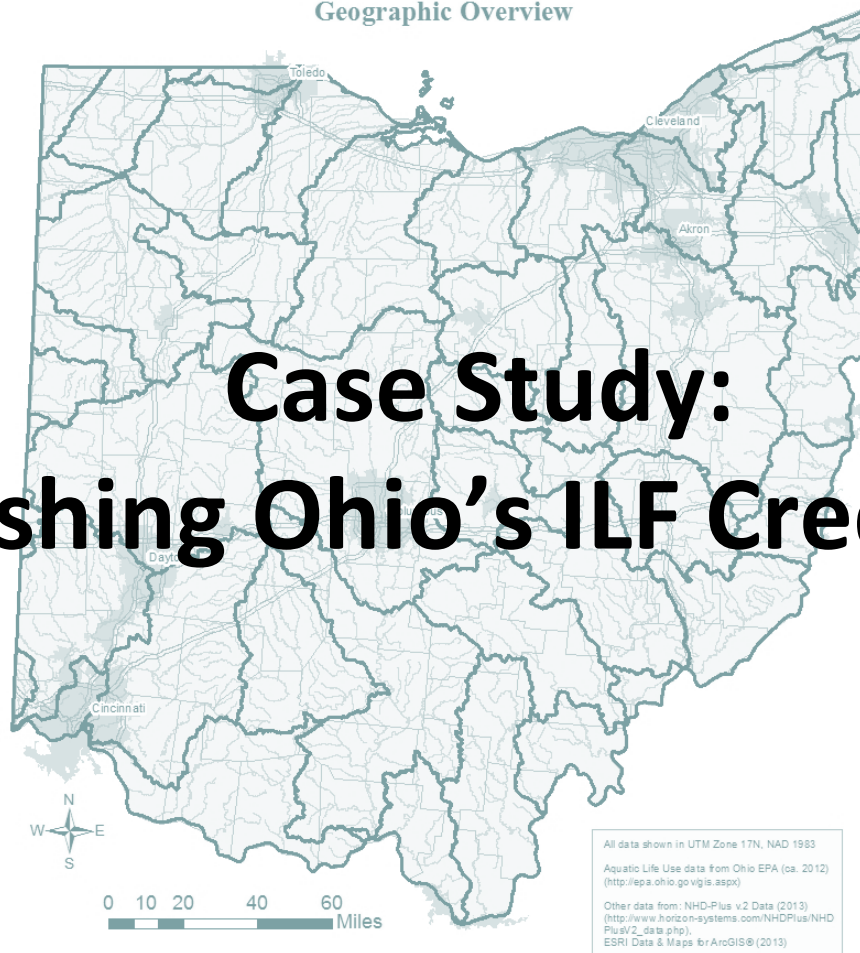 Geographic Overview
Toledo
Cleveland
Akron
Case Study:
shing Ohio's ILF Cre
Dayto
Cincinnati
N
W E
S
0 10 20 40 60
Miles
All data shown in UTM Zone 17N, NAD 1983
Aquatic Life Use data from Ohio EPA (ca. 2012)
(http://epa.ohio.gov/gis.aspx)
Other data from: NHD-Plus v.2 Data (2013)
(http://www.horizon-systems.com/NHDPlus/NHD
PlusV2_data.php),
ESRI Data & Maps for ArcGIS® (2013)